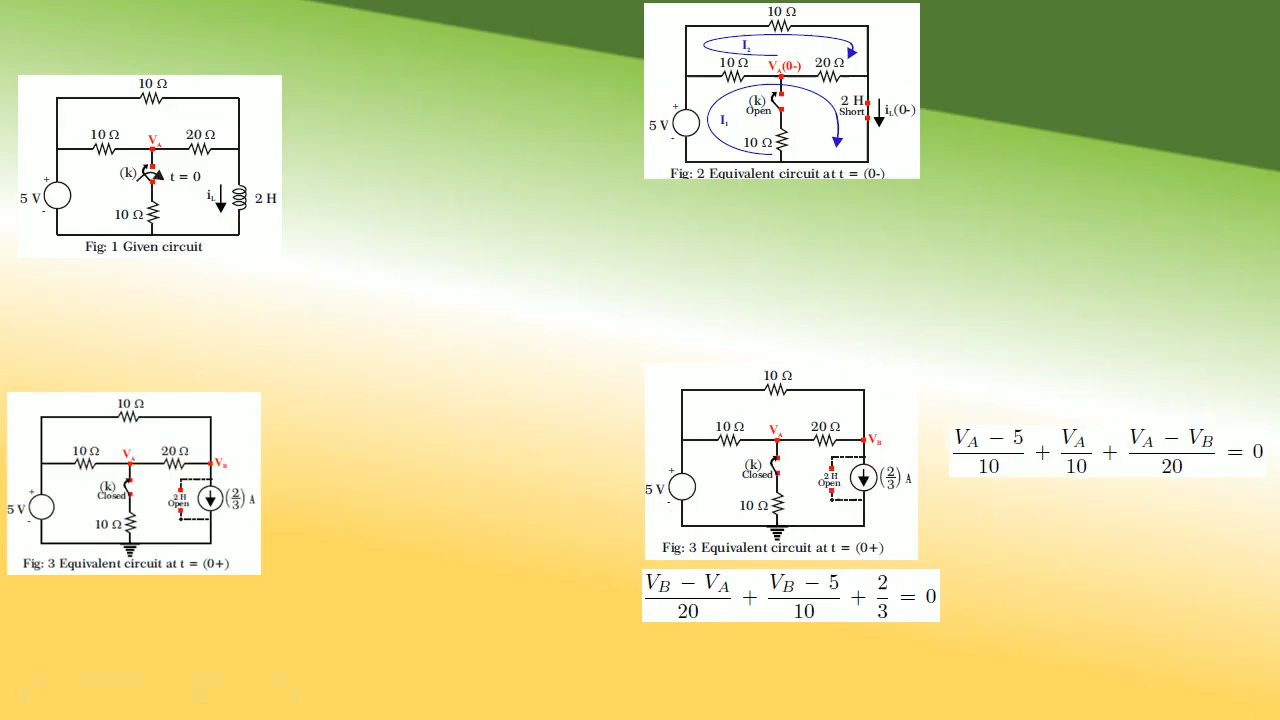 10 Ω
10 Ω
V_A
20 Ω
(k)
t = 0
+
5 V
-
10 Ω
i_L
2 H
Fig: 1 Given circuit
10 Ω
I_2
10 Ω
V_A(0-)
20 Ω
+
5 V
-
I_1
(k)
Open
10 Ω
2 H
Short
i_L(0-)
Fig: 2 Equivalent circuit at t = (0-)
10 Ω
10 Ω
V_A
20 Ω
V_B
(k)
Closed
+
5 V
-
10 Ω
2 H
Open
(2/3) A
Fig: 3 Equivalent circuit at t = (0+)
10 Ω
10 Ω
V_A
20 Ω
V_B
(k)
Closed
+
5 V
-
10 Ω
2 H
Open
(2/3) A
Fig: 3 Equivalent circuit at t = (0+)
(V_A − 5)/10 + V_A/10 + (V_A − V_B)/20 = 0
(V_B − V_A)/20 + (V_B − 5)/10 + 2/3 = 0